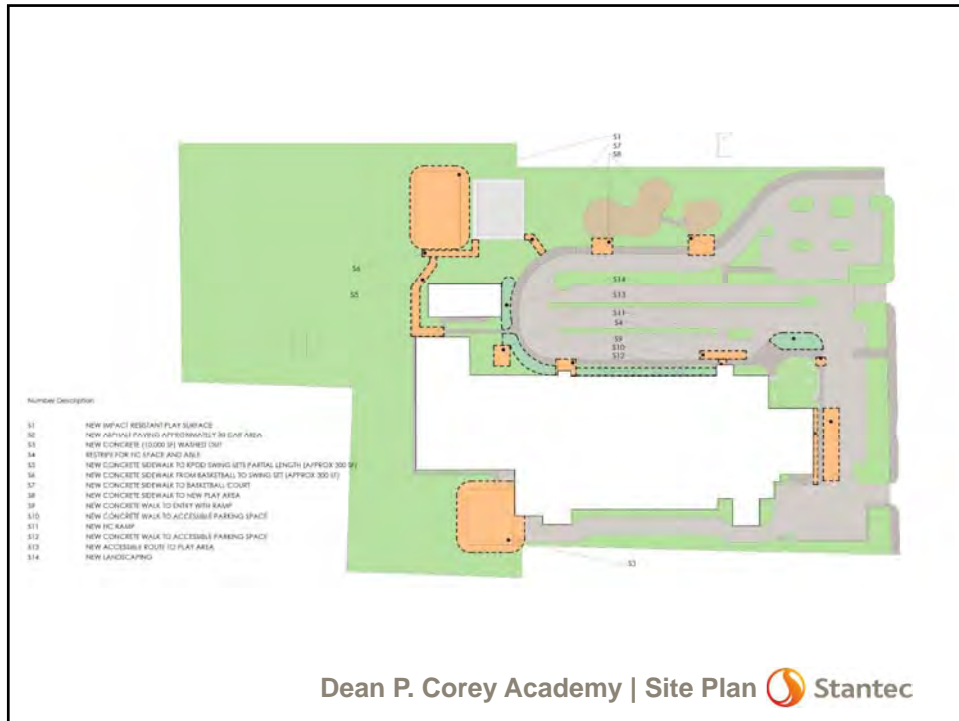 S1
S7
S8
S6
S5
S14
S13
S11
S4
S9
S10
S12
Number Description
S1 NEW IMPACT RESISTANT PLAY SURFACE
S2 NEW ASPHALT PAVING APPROXIMATELY AREA
S3 NEW CONCRETE (10,000 SF) WASHED OUT
S4 RESTRIPE FOR HC SPACE AND AISLE
S5 NEW CONCRETE SIDEWALK TO SWING SETS PARTIAL LENGTH (APPROX 300 SF)
S6 NEW CONCRETE SIDEWALK FROM BASKETBALL TO SWING SET (APPROX 300 SF)
S7 NEW CONCRETE SIDEWALK TO BASKETBALL COURT
S8 NEW CONCRETE SIDEWALK TO NEW PLAY AREA
S9 NEW CONCRETE WALK TO ENTRY WITH RAMP
S10 NEW CONCRETE WALK TO ACCESSIBLE PARKING SPACE
S11 NEW HC RAMP
S12 NEW CONCRETE WALK TO ACCESSIBLE PARKING SPACE
S13 NEW ACCESSIBLE ROUTE TO PLAY AREA
S14 NEW LANDSCAPING
S3
Dean P. Corey Academy | Site Plan Stantec